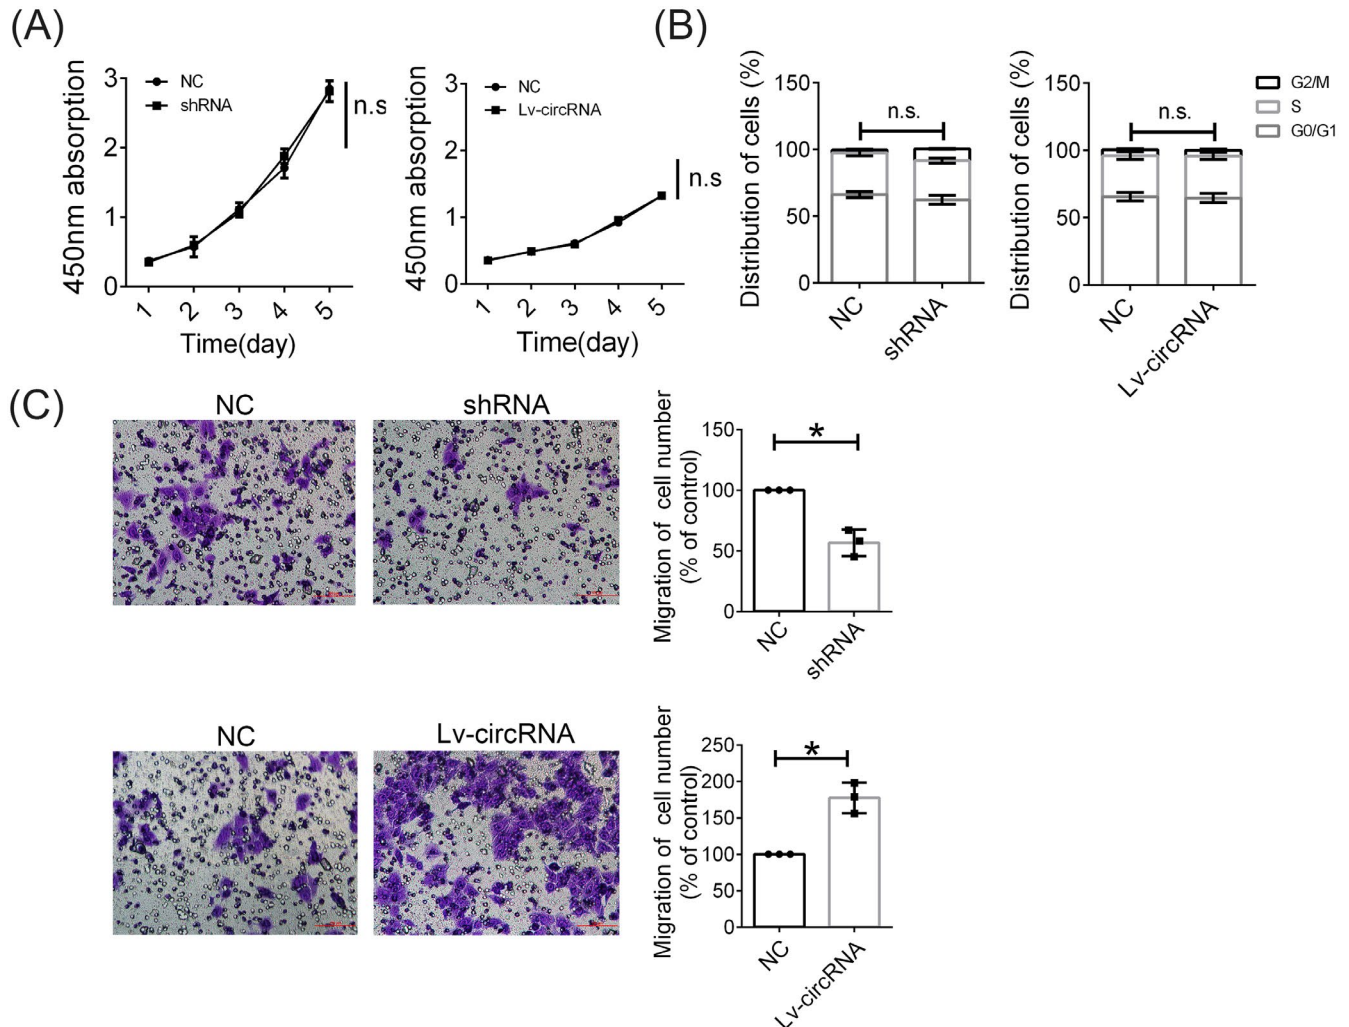 (A)
450nm absorption
3
2
1
0
NC
shRNA
n.s
1
2
3
4
5
Time(day)
450nm absorption
3
2
1
0
NC
Lv-circRNA
n.s
1
2
3
4
5
Time(day)
(B)
Distribution of cells (%)
150
100
50
0
n.s.
NC
shRNA
Distribution of cells (%)
150
100
50
0
n.s.
NC
Lv-circRNA
G2/M
S
G0/G1
(C)
NC
shRNA
Migration of cell number
(% of control)
150
100
50
0
*
NC
shRNA
NC
Lv-circRNA
Migration of cell number
(% of control)
250
200
150
100
50
0
*
NC
Lv-circRNA